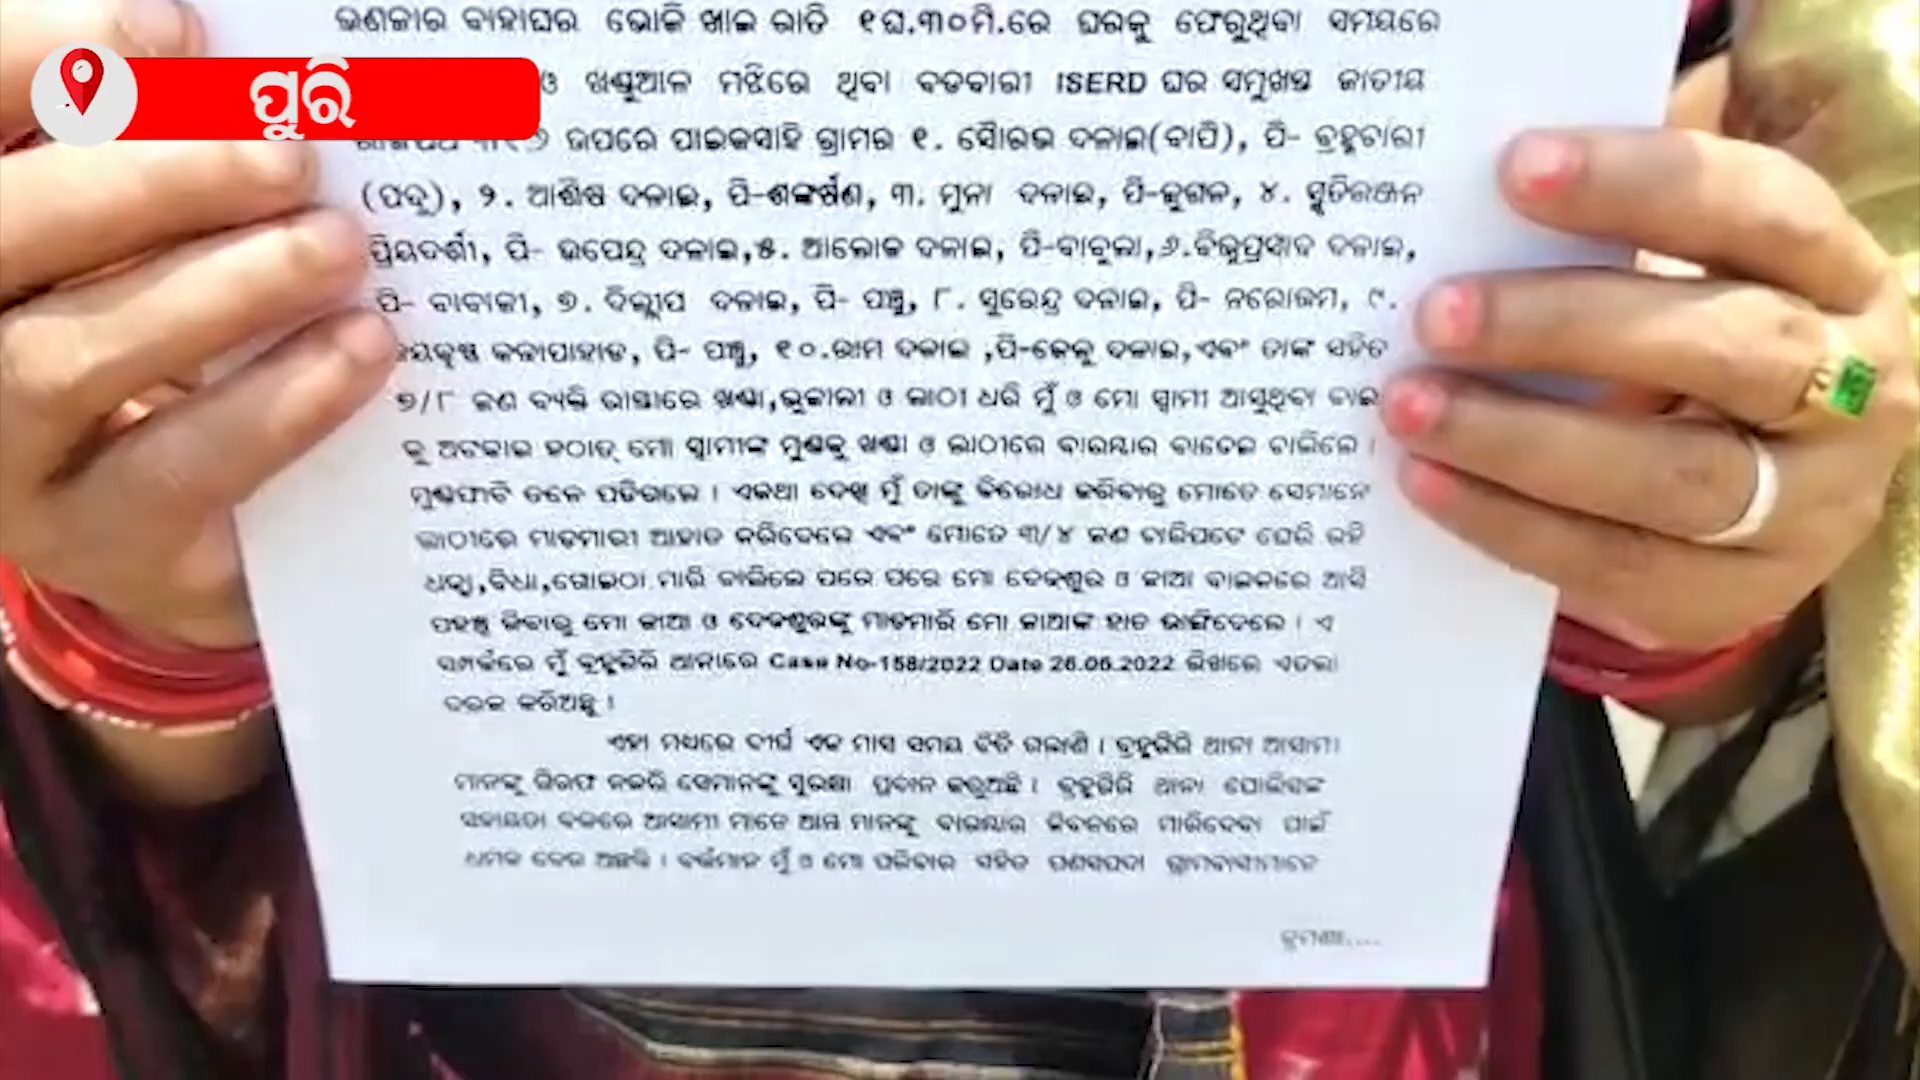 ଭଣଜାର ବାହାଘର ଭୋଜି ଖାଇ ରାତି ୧ଘ.୩୦ମି.ରେ ଘରକୁ ଫେରୁଥିବା ସମୟରେ
ପୁରି
ଓ ଖଣ୍ଡୁଆଳ ମଝିରେ ଥିବା ବଡବାରୀ ISERD ଘର ସମୁଖସ୍ତ ଜାତୀୟ
ଉପରେ ପାଇକସାହି ଗ୍ରାମର ୧. ସୌରଭ ଦଳାଇ(ବାପି), ପି- ବ୍ରହ୍ମଚାରୀ
(ପଦୁ), ୨. ଆଶିଷ ଦଳାଇ, ପି-ଶଙ୍କର୍ଷଣ, ୩. ମୁନା ଦଳାଇ, ପି-ଯୁଗଳ, ୪. ସ୍ମୃତିରଞ୍ଜନ
ପ୍ରିୟଦର୍ଶୀ, ପି- ଉପେନ୍ଦ୍ର ଦଳାଇ,୫. ଆଲୋକ ଦଳାଇ, ପି-ବାବୁଲା,୬.ବିଭୁପ୍ରସାଦ ଦଳାଇ,
ପି- ବାବାଜୀ, ୭. ଦିଲ୍ଲୀପ ଦଳାଇ, ପି- ପଞ୍ଚୁ, ୮. ସୁରେନ୍ଦ୍ର ଦଳାଇ, ପି- ନରୋତ୍ତମ, ୯.
ଜୟକୃଷ୍ଣ କଳାପାହାଡ, ପି- ପଞ୍ଚୁ, ୧୦.ରାମ ଦଳାଇ ,ପି-କେଳୁ ଦଳାଇ,ଏବଂ ତାଙ୍କ ସହିତ
୭/୮ ଜଣ ବ୍ୟକ୍ତି ରାସ୍ତାରେ ଖଣ୍ଡା,ଭୁଜାଲୀ ଓ ଲାଠୀ ଧରି ମୁଁ ଓ ମୋ ସ୍ଵାମୀ ଆସୁଥିବା ବାଇ
କୁ ଅଟକାଇ ହଠାତ୍ ମୋ ସ୍ଵାମୀଙ୍କ ମୁଣ୍ଡକୁ ଖଣ୍ଡା ଓ ଲାଠୀରେ ବାରମ୍ବାର ବାଡେଇ ଚାଲିଲେ ।
ମୁଣ୍ଡଫାଟି ତଳେ ପଡିଗଲେ । ଏକଥା ଦେଖି ମୁଁ ତାଙ୍କୁ ବିରୋଧ କରିବାରୁ ମୋତେ ସେମାନେ
ଲାଠୀରେ ମାଡମାରୀ ଆହାତ କରିଦେଲେ ଏବଂ ମୋତେ ୩/୪ ଜଣ ଚାରିପଟେ ଘେରି ରହି
ଧକ୍କା,ବିଧା,ଗୋଇଠା ମାରି ଚାଲିଲେ ପରେ ପରେ ମୋ ଦେଢଶୁର ଓ କାଆ ବାଇକରେ ଆସି
ପହଞ୍ଚୁ ଯିବାରୁ ମୋ କାଆ ଓ ଦେଢଶୁରଙ୍କୁ ମାଡମାରି ମୋ କାଆଙ୍କ ହାତ ଭାଙ୍ଗିଦେଲେ । ଏ
ସମ୍ପର୍କରେ ମୁଁ ବ୍ରହ୍ମଗିରି ଥାନାରେ Case No-158/2022 Date 26.06.2022 ରିଖରେ ଏତଲା
ଦରଜ କରିଅଛୁ ।
ଏହା ମଧ୍ୟରେ ଦୀର୍ଘ ଏକ ମାସ ସମୟ ବିତି ଗଲାଣି । ବ୍ରହ୍ମଗିରି ଥାନା ଆସାମୀ
ମାନଙ୍କୁ ଗିରଫ ନକରି ସେମାନଙ୍କୁ ସୁରକ୍ଷା ପ୍ରଦାନ କରୁଅଛି । ବ୍ରହ୍ମଗିରି ଥାନା ପୋଲିସଙ୍କ
ସହାୟତା ବଳରେ ଆସାମୀ ମାନେ ଆମ୍ଭ ମାନଙ୍କୁ ବାରମ୍ବାର ଜିବନରେ ମାରିଦେବା ପାଇଁ
ଧମକ ଦେଇ ଅଛନ୍ତି । ବର୍ତ୍ତମାନ ମୁଁ ଓ ମୋ ପରିବାର ସହିତ ପଣସପଦା ଗ୍ରାମବାସୀମାନେ
କ୍ରମଶଃ....